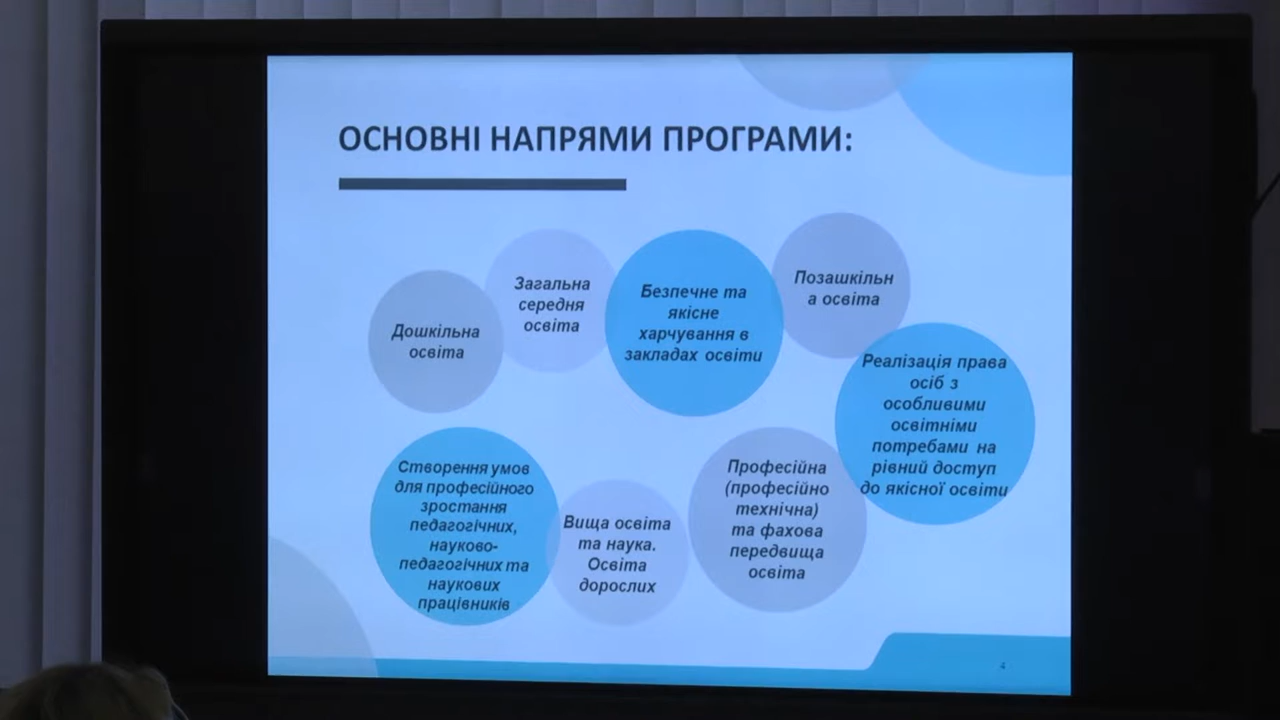 ОСНОВНІ НАПРЯМИ ПРОГРАМИ:
Дошкільна
освіта
Загальна
середня
освіта
Безпечне та
якісне
харчування в
закладах освіти
Позашкільн
а освіта
Реалізація права
осіб з
особливими
освітніми
потребами на
рівний доступ
до якісної освіти
Створення умов
для професійного
зростання
педагогічних,
науково-
педагогічних та
наукових
працівників
Вища освіта
та наука.
Освіта
дорослих
Професійна
(професійно
технічна)
та фахова
передвища
освіта
4